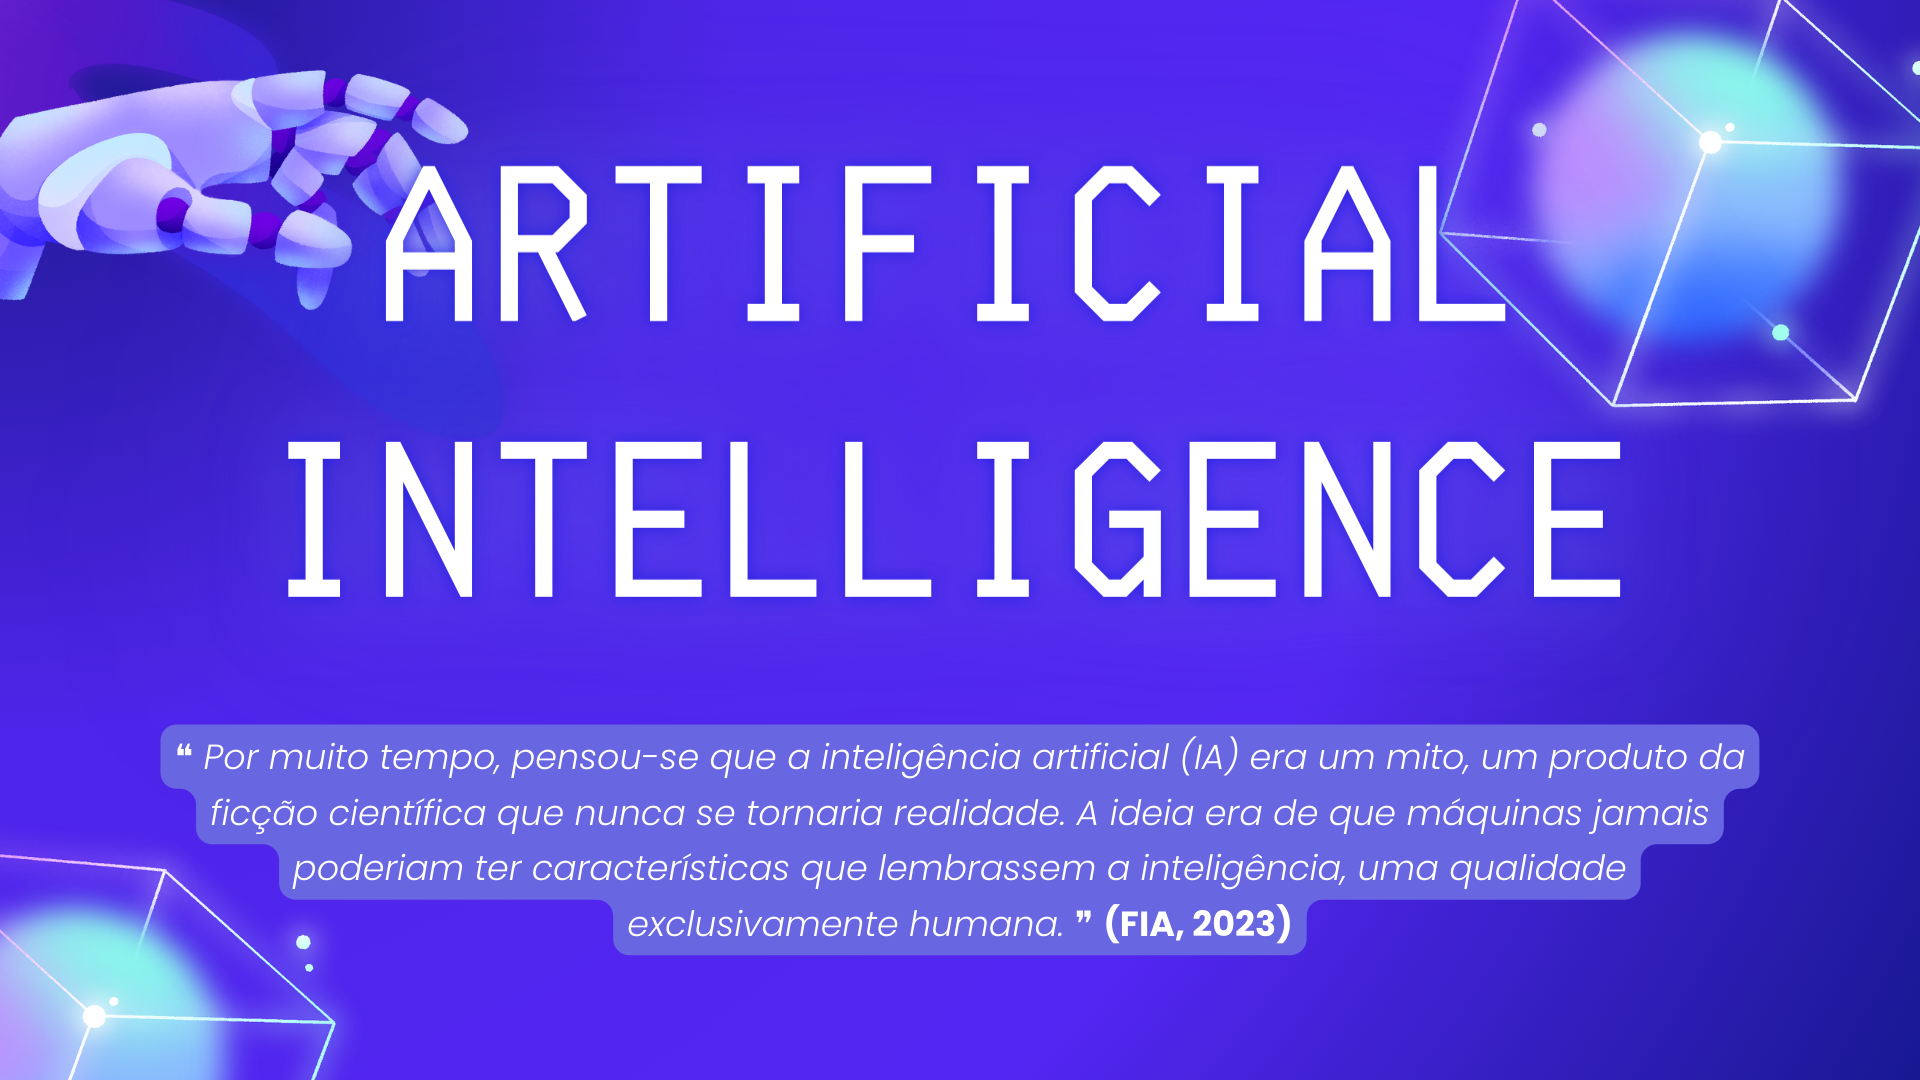 ARTIFICIAL
INTELLIGENCE
❝ Por muito tempo, pensou-se que a inteligência artificial (IA) era um mito, um produto da
ficção científica que nunca se tornaria realidade. A ideia era de que máquinas jamais
poderiam ter características que lembrassem a inteligência, uma qualidade
exclusivamente humana. ❞ (FIA, 2023)